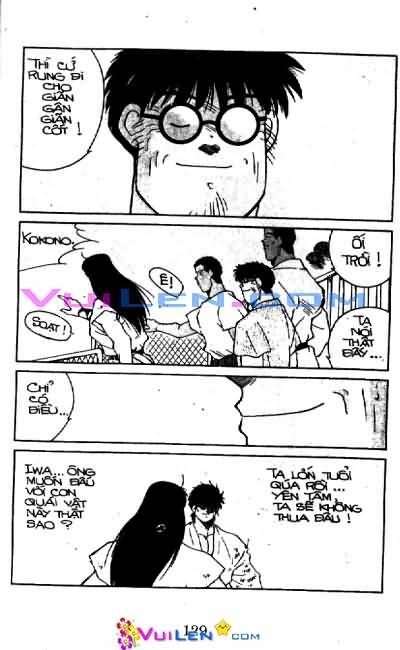 THÌ CỨ
RUNG ĐI
CHO
GIÃN
GÂN
GIÃN
CỐT !
KOKONO
Ê!
ỐI
TRỜI !
SOẠT !
TA
NÓI
THẬT
ĐẤY...
VuiLen.com
CHỈ
CÓ
ĐIỀU...
IWA... ÔNG
MUỐN ĐẤU
VỚI CON
QUÁI VẬT
NÀY THẬT
SAO ?
TA LỚN TUỔI
QÚA RỒI...
YÊN TÂM,
TA SẼ KHÔNG
THUA ĐÂU !
129
VUILEN.COM